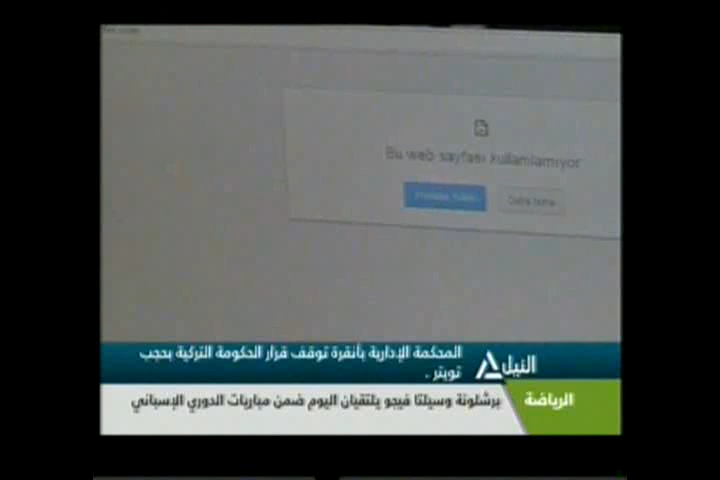 Bu web sayfası kullanılamıyor
المحكمة الإدارية بأنقرة توقف قرار الحكومة التركية بحجب
تويتر .
النيل
الرياضة
برشلونة وسيلتا فيجو يلتقيان اليوم ضمن مباريات الدوري الإسباني